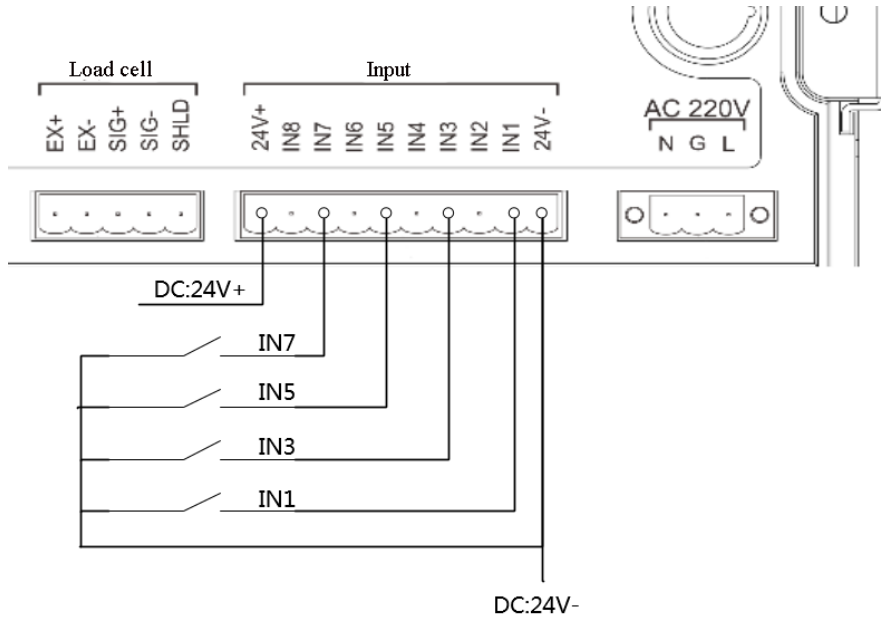 Load cell
Input
EX+
EX-
SIG+
SIG-
SHLD
24V+
IN8
IN7
IN6
IN5
IN4
IN3
IN2
IN1
24V-
AC 220V
N G L
DC:24V+
IN7
IN5
IN3
IN1
DC:24V-